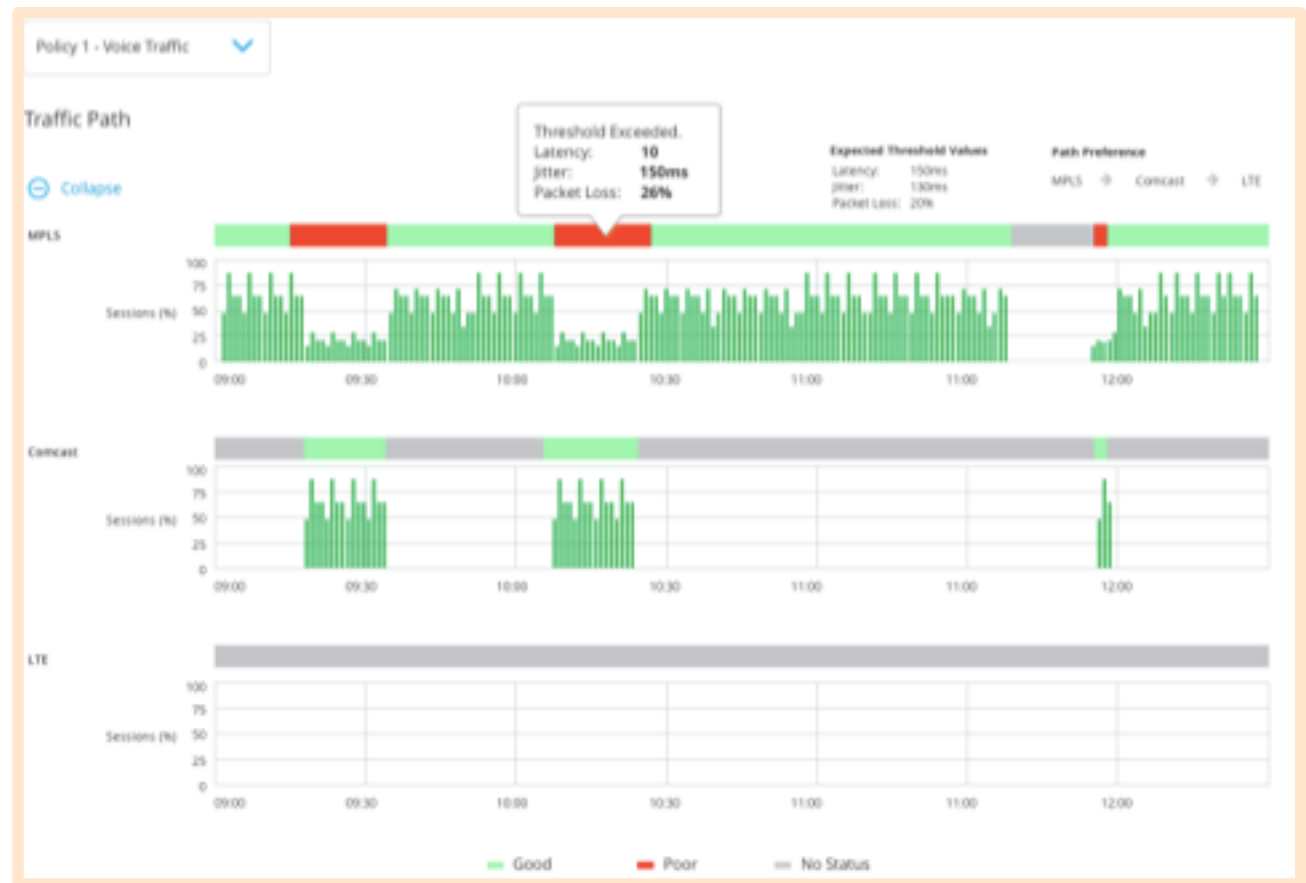 Policy 1 - Voice Traffic
Traffic Path
Collapse
Threshold Exceeded.
Latency: 10
Jitter: 150ms
Packet Loss: 26%
Expected Threshold Values
Latency: 150ms
Jitter: 130ms
Packet Loss: 20%
Path Preference
MPLS → Comcast → LTE
MPLS
Sessions (%)
100
75
50
25
0
09:00 09:30 10:00 10:30 11:00 11:00 12:00
Comcast
Sessions (%)
100
75
50
25
0
09:00 09:30 10:00 10:30 11:00 11:00 12:00
LTE
Sessions (%)
100
75
50
25
0
09:00 09:30 10:00 10:30 11:00 11:00 12:00
Good Poor No Status